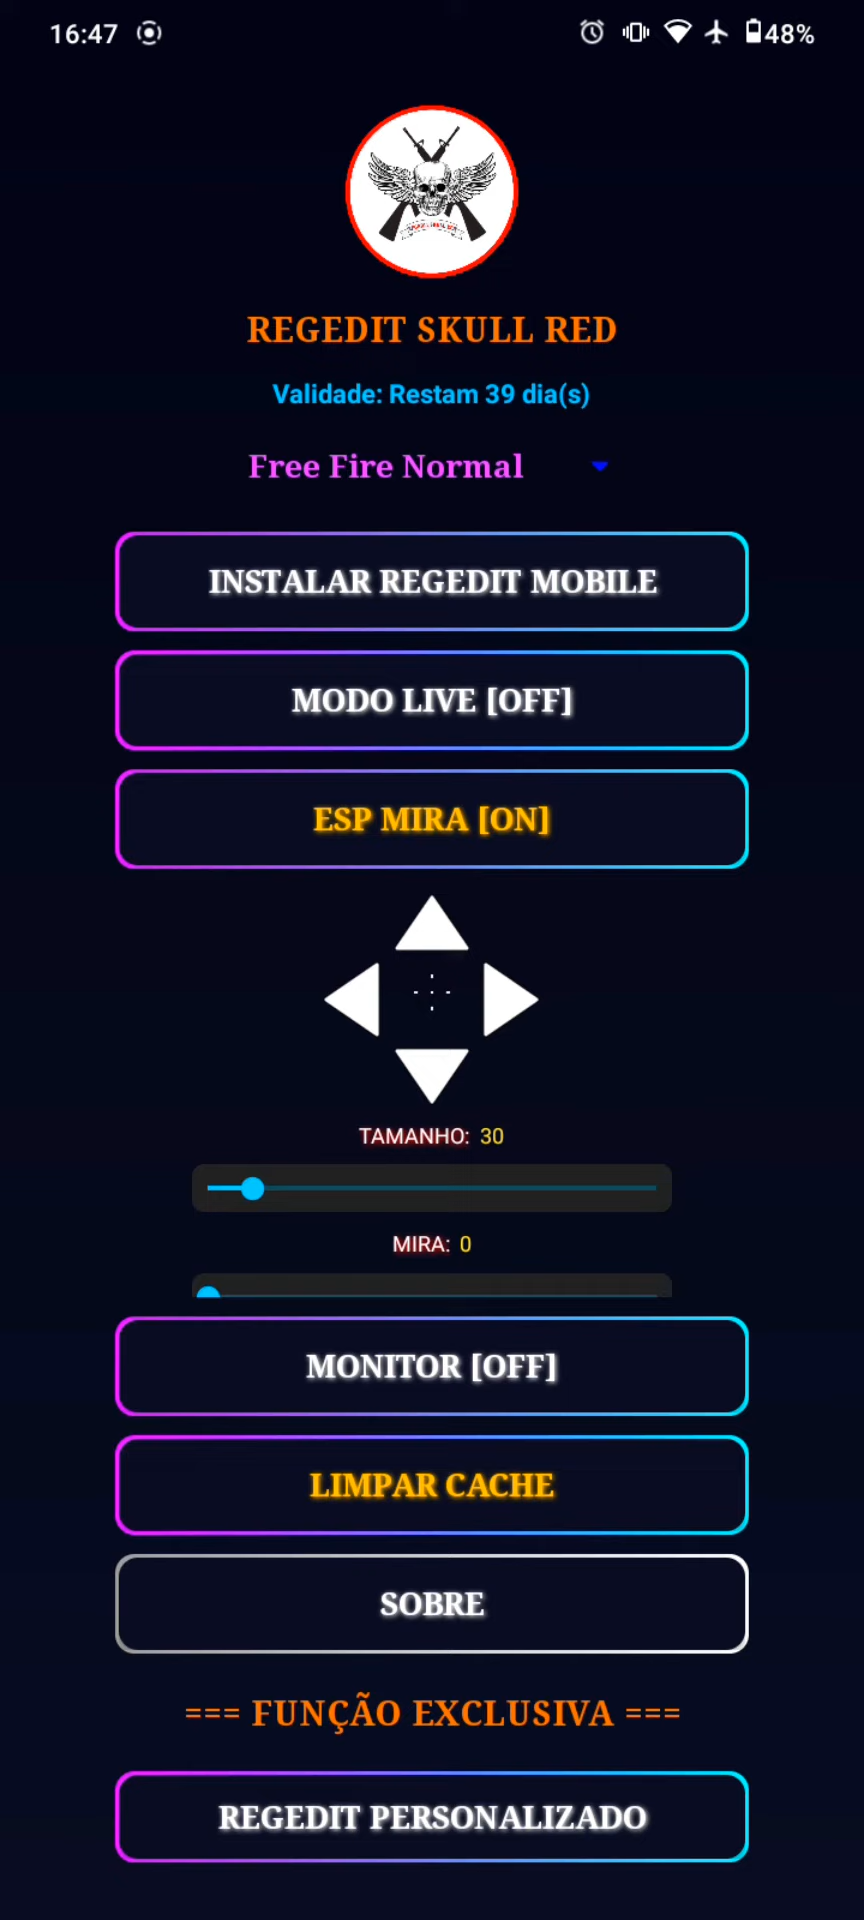 16:47
48%
REGEDIT SKULL RED
Validade: Restam 39 dia(s)
Free Fire Normal
INSTALAR REGEDIT MOBILE
MODO LIVE [OFF]
ESP MIRA [ON]
TAMANHO: 30
MIRA: 0
MONITOR [OFF]
LIMPAR CACHE
SOBRE
=== FUNÇÃO EXCLUSIVA ===
REGEDIT PERSONALIZADO